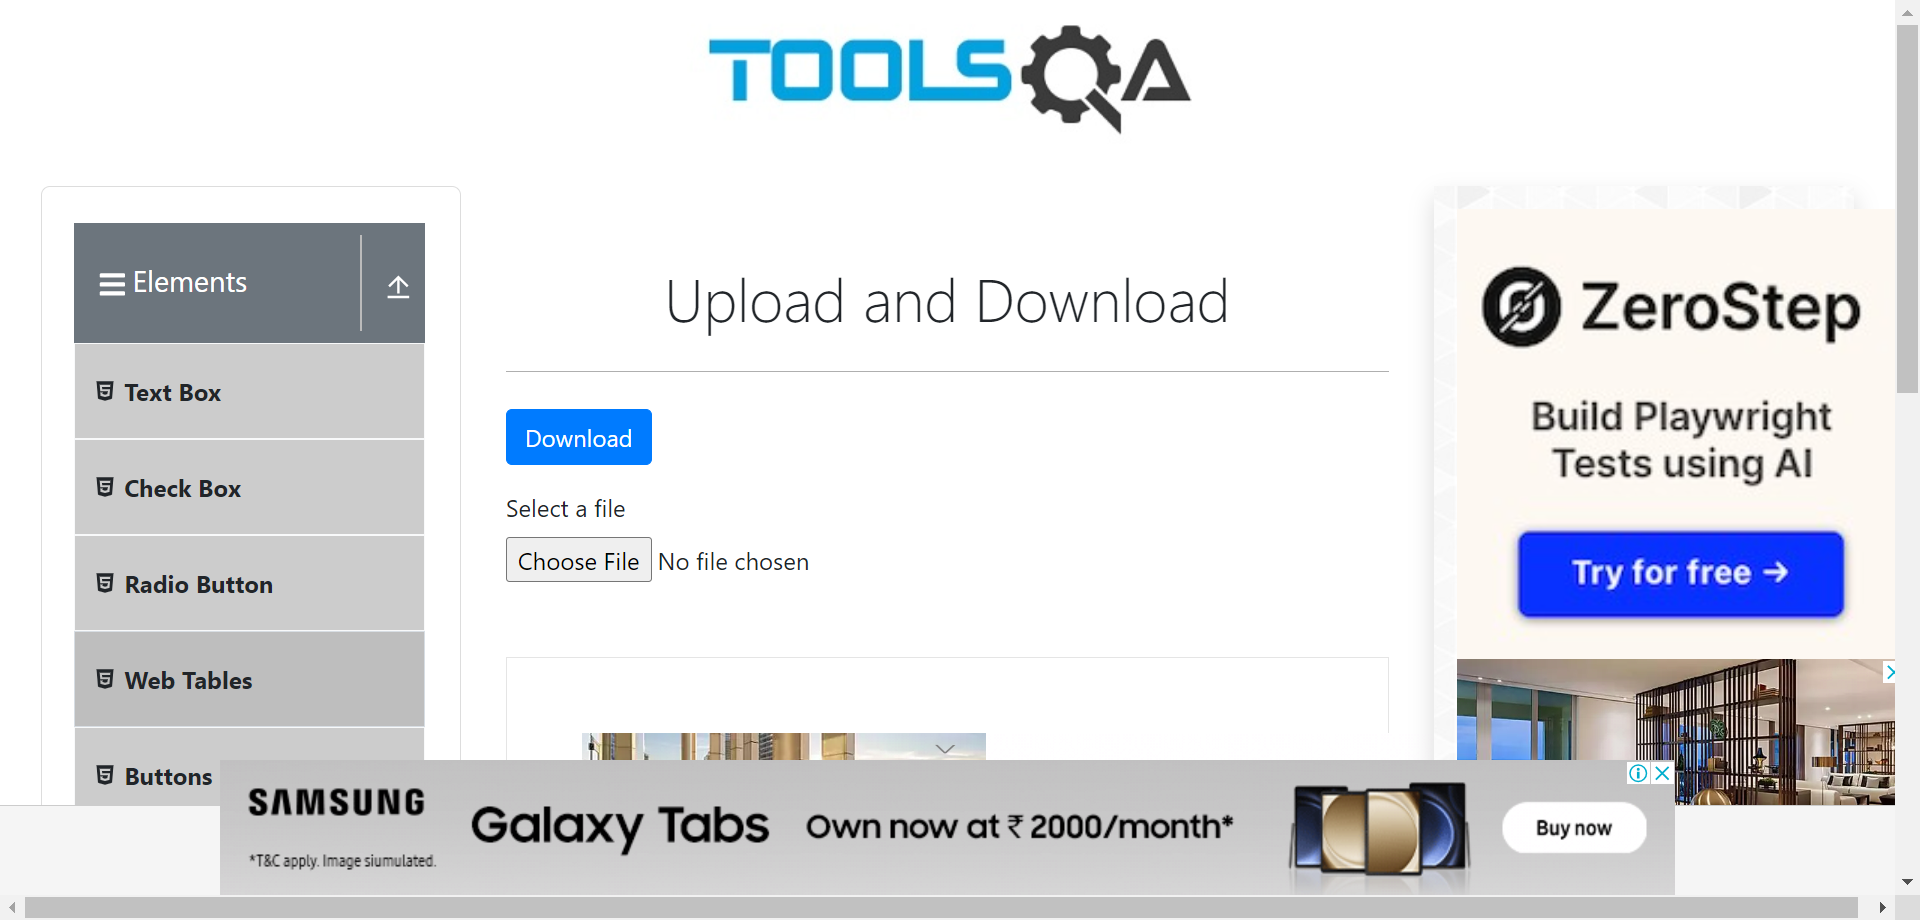 TOOLSQA
Elements
Text Box
Check Box
Radio Button
Web Tables
Buttons
Upload and Download
Download
Select a file
Choose File No file chosen
ZeroStep
Build Playwright
Tests using AI
Try for free →
SAMSUNG
*T&C apply. Image siumulated.
Galaxy Tabs
Own now at ₹ 2000/month*
Buy now